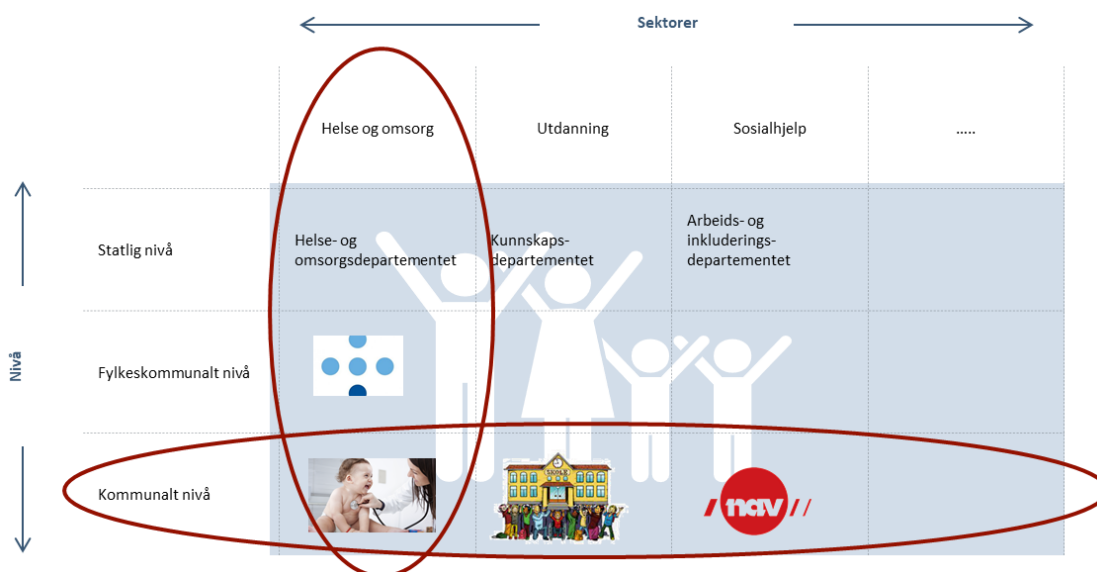 Sektorer
Helse og omsorg
Utdanning
Sosialhjelp
.....
Nivå
Statlig nivå
Helse- og
omsorgsdepartementet
Kunnskaps-
departementet
Arbeids- og
inkluderings-
departementet
Fylkeskommunalt nivå
Kommunalt nivå
SKOLE
nav